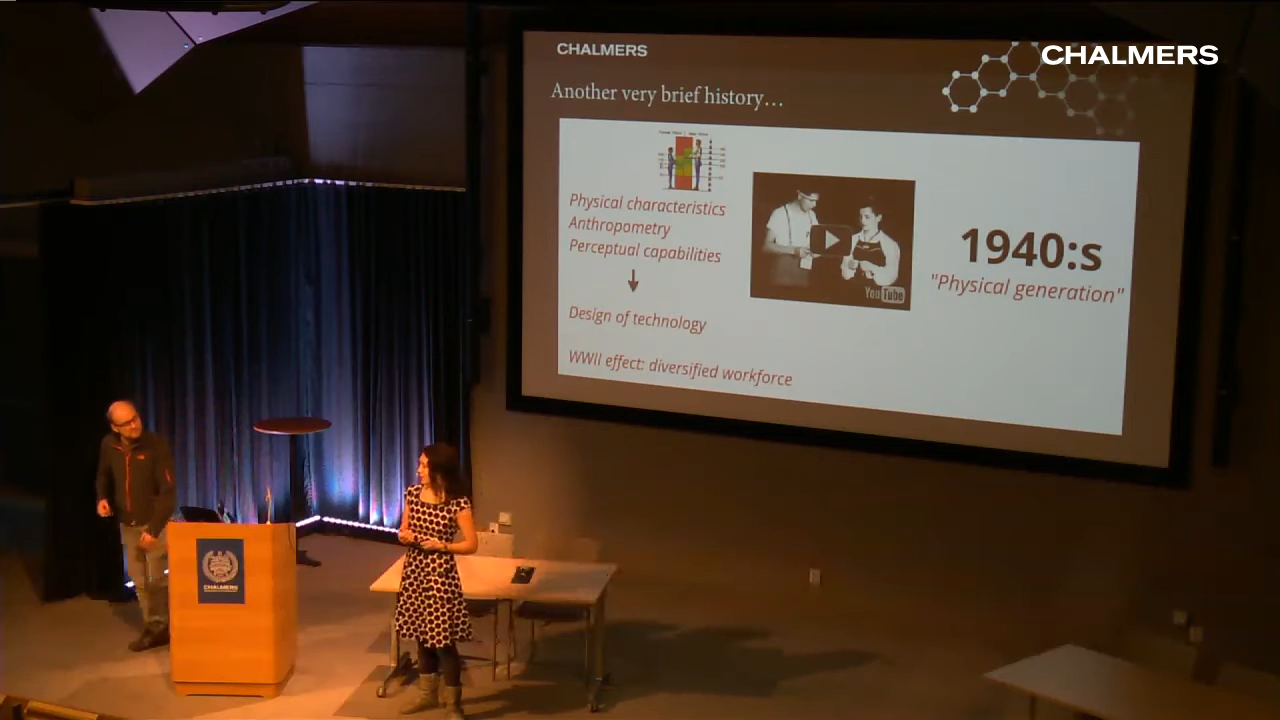 CHALMERS
CHALMERS
Another very brief history...
Physical characteristics
Anthropometry
Perceptual capabilities
Design of technology
WWII effect: diversified workforce
YouTube
1940:s
"Physical generation"
CHALMERS